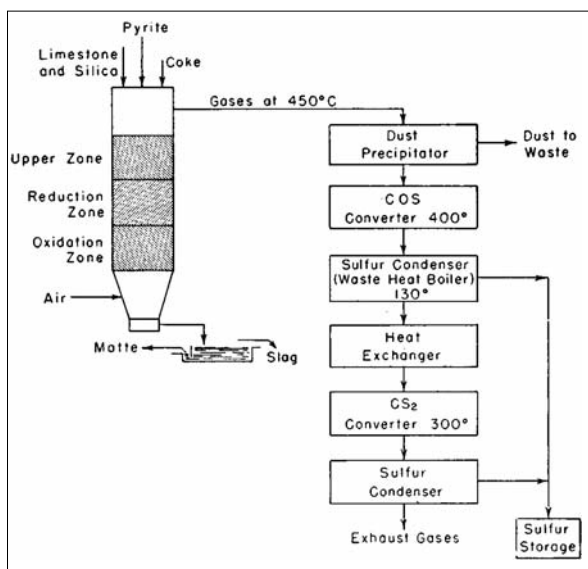 Pyrite
Limestone
and Silica
Coke
Gases at 450°C
Dust
Precipitator
Dust to
Waste
Upper Zone
Reduction
Zone
Oxidation
Zone
COS
Converter 400°
Sulfur Condenser
(Waste Heat Boiler)
130°
Air
Heat
Exchanger
Matte
Slag
CS₂
Converter 300°
Sulfur
Condenser
Exhaust Gases
Sulfur
Storage